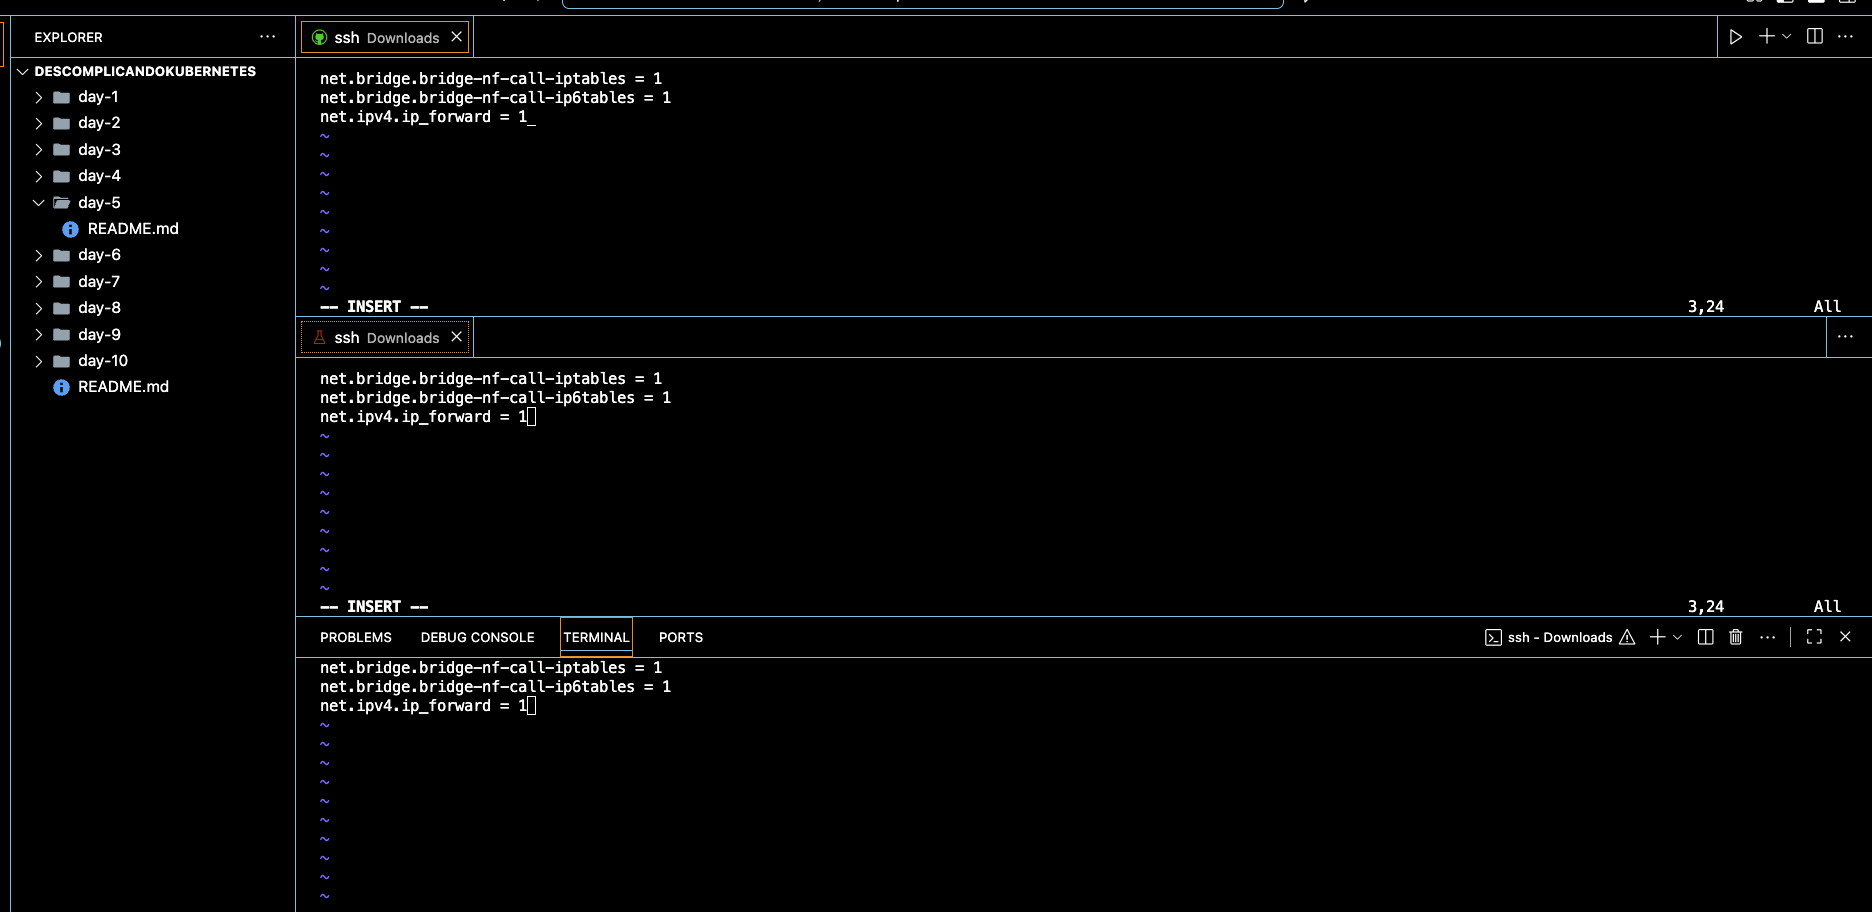 EXPLORER
DESCOMPLICANDOKUBERNETES
day-1
day-2
day-3
day-4
day-5
README.md
day-6
day-7
day-8
day-9
day-10
README.md
ssh Downloads
net.bridge.bridge-nf-call-iptables = 1
net.bridge.bridge-nf-call-ip6tables = 1
net.ipv4.ip_forward = 1
~
~
~
~
~
~
~
~
~
-- INSERT -- 3,24 All
ssh Downloads
net.bridge.bridge-nf-call-iptables = 1
net.bridge.bridge-nf-call-ip6tables = 1
net.ipv4.ip_forward = 1
~
~
~
~
~
~
~
~
~
-- INSERT -- 3,24 All
PROBLEMS DEBUG CONSOLE TERMINAL PORTS ssh - Downloads
net.bridge.bridge-nf-call-iptables = 1
net.bridge.bridge-nf-call-ip6tables = 1
net.ipv4.ip_forward = 1
~
~
~
~
~
~
~
~
~
~